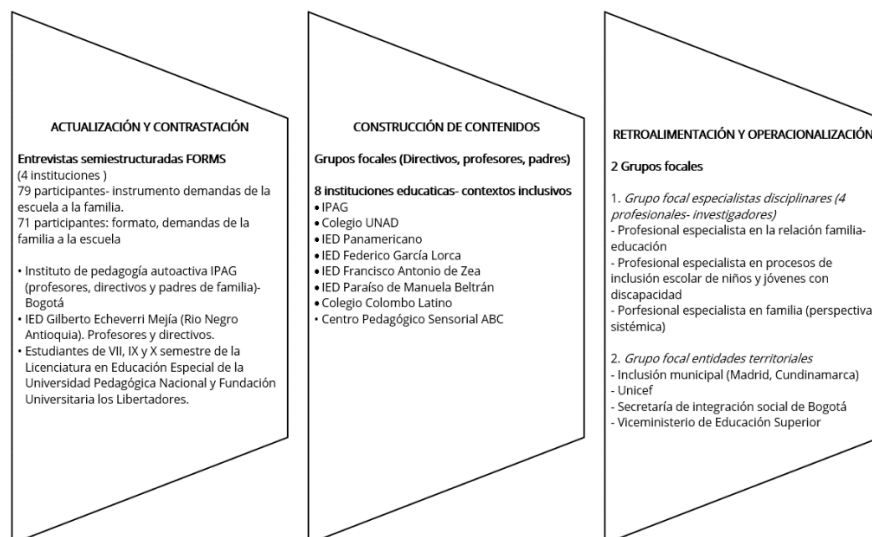 ACTUALIZACIÓN Y CONTRASTACIÓN
Entrevistas semiestructuradas FORMS
(4 instituciones )
79 participantes- instrumento demandas de la
escuela a la familia.
71 participantes: formato, demandas de la
familia a la escuela
• Instituto de pedagogía autoactiva IPAG
(profesores, directivos y padres de familia)-
Bogotá
• IED Gilberto Echeverri Mejía (Rio Negro
Antioquia). Profesores y directivos.
• Estudiantes de VII, IX y X semestre de la
Licenciatura en Educación Especial de la
Universidad Pedagógica Nacional y Fundación
Universitaria los Libertadores.
CONSTRUCCIÓN DE CONTENIDOS
Grupos focales (Directivos, profesores, padres)
8 instituciones educaticas- contextos inclusivos
• IPAG
• Colegio UNAD
• IED Panamericano
• IED Federico García Lorca
• IED Francisco Antonio de Zea
• IED Paraíso de Manuela Beltrán
• Colegio Colombo Latino
• Centro Pedagógico Sensorial ABC
RETROALIMENTACIÓN Y OPERACIONALIZACIÓN
2 Grupos focales
1. Grupo focal especialistas disciplinares (4
profesionales- investigadores)
- Profesional especialista en la relación familia-
educación
- Profesional especialista en procesos de
inclusión escolar de niños y jóvenes con
discapacidad
- Porfesional especialista en familia (perspectiva
sistémica)
2. Grupo focal entidades territoriales
- Inclusión municipal (Madrid, Cundinamarca)
- Unicef
- Secretaría de integración social de Bogotá
- Viceministerio de Educación Superior